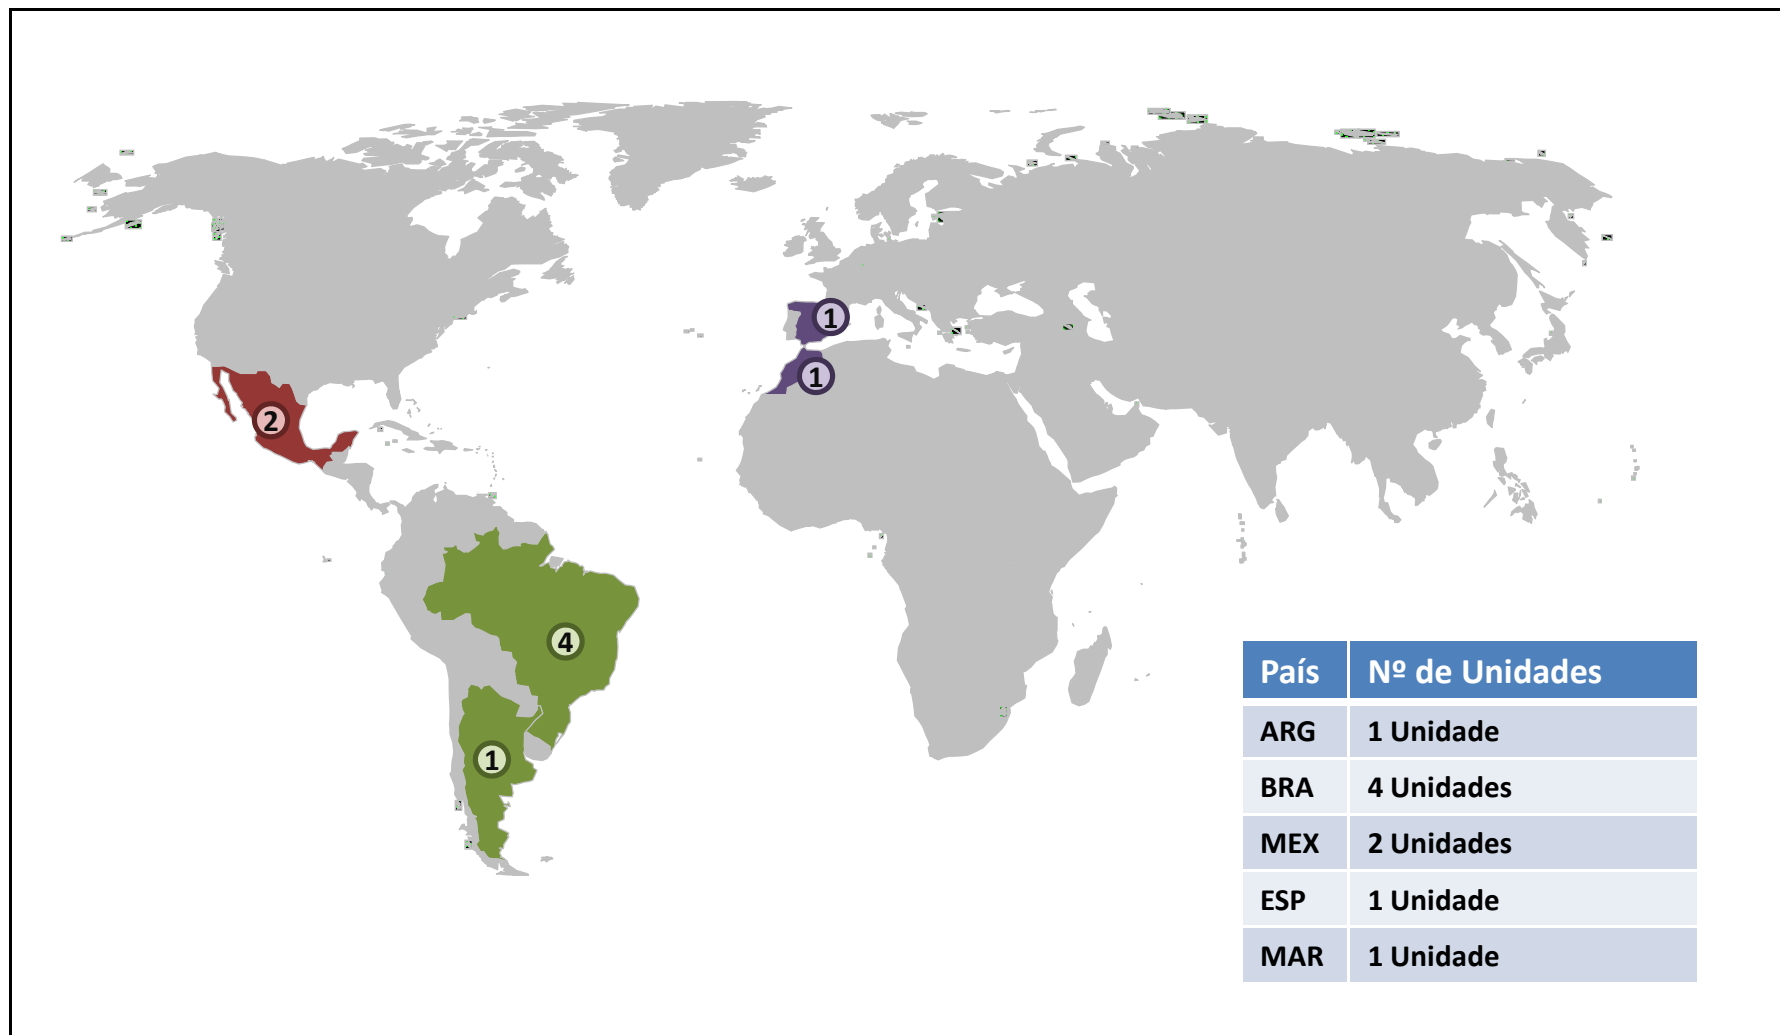 1
1
2
4
1
País Nº de Unidades
ARG 1 Unidade
BRA 4 Unidades
MEX 2 Unidades
ESP 1 Unidade
MAR 1 Unidade